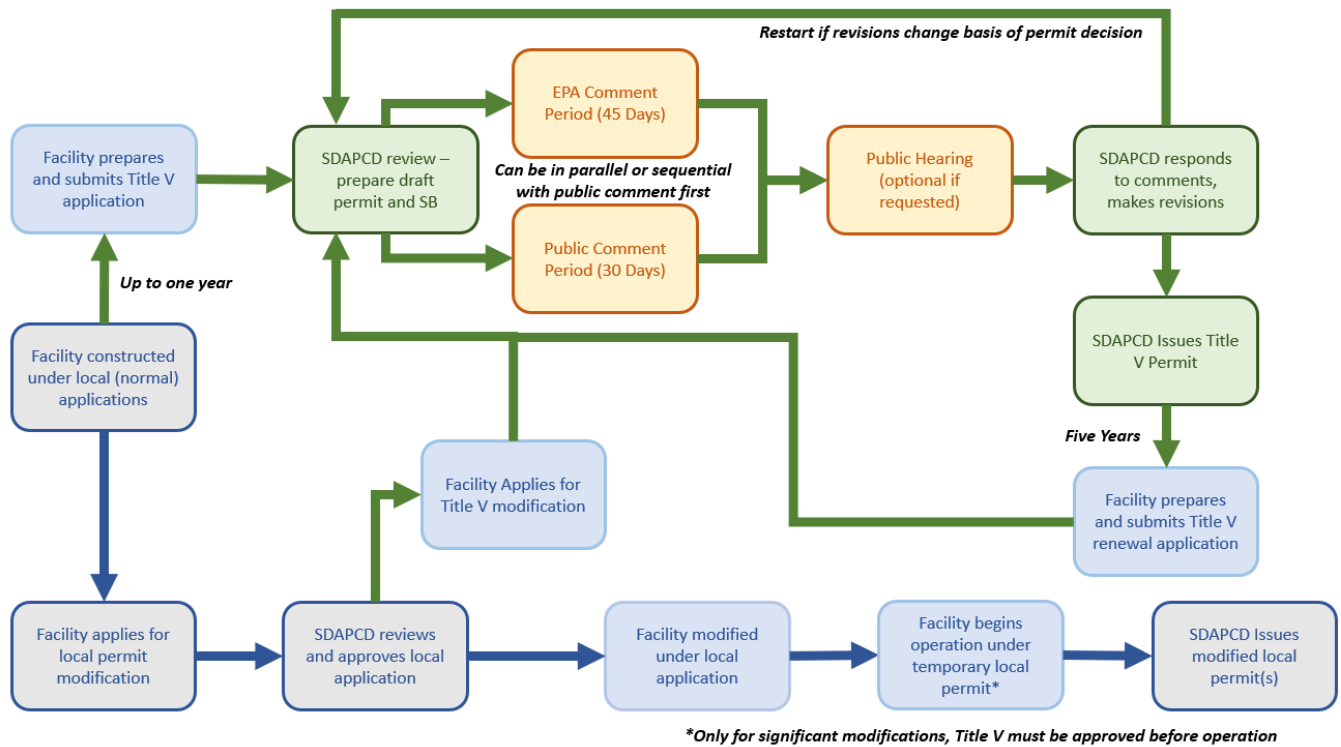 Restart if revisions change basis of permit decision
EPA Comment
Period (45 Days)
Facility prepares
and submits Title V
application
SDAPCD review –
prepare draft
permit and SB
Can be in parallel or sequential
with public comment first
Public Hearing
(optional if
requested)
SDAPCD responds
to comments,
makes revisions
Public Comment
Period (30 Days)
Up to one year
Facility constructed
under local (normal)
applications
SDAPCD Issues Title
V Permit
Five Years
Facility Applies for
Title V modification
Facility prepares
and submits Title V
renewal application
Facility applies for
local permit
modification
SDAPCD reviews
and approves local
application
Facility modified
under local
application
Facility begins
operation under
temporary local
permit*
SDAPCD Issues
modified local
permit(s)
*Only for significant modifications, Title V must be approved before operation